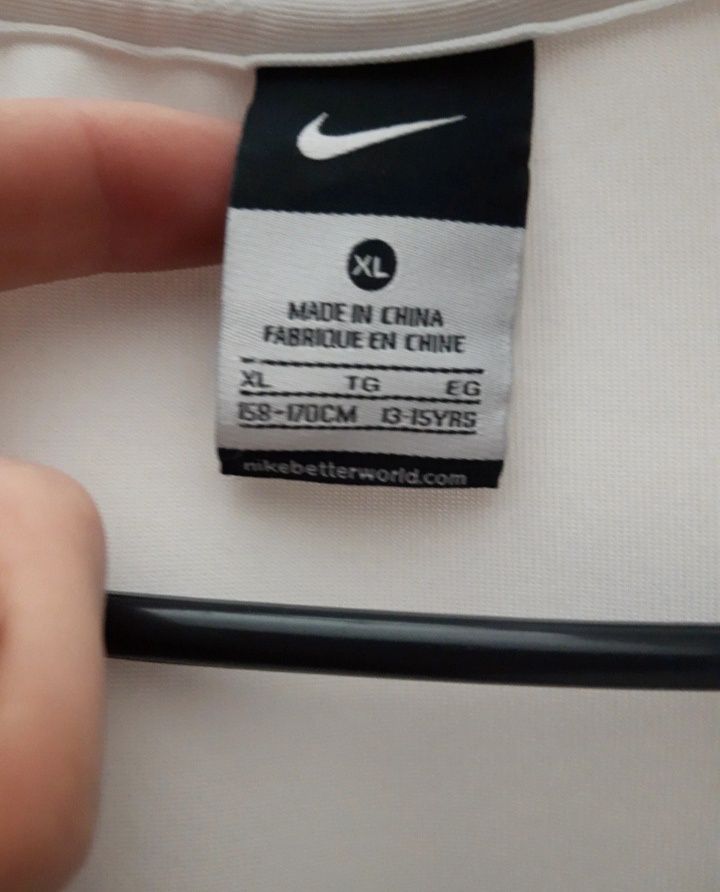 XL
MADE IN CHINA
FABRIQUE EN CHINE
XL TG EG
158-170CM 13-15YRS
nikebetterworld.com